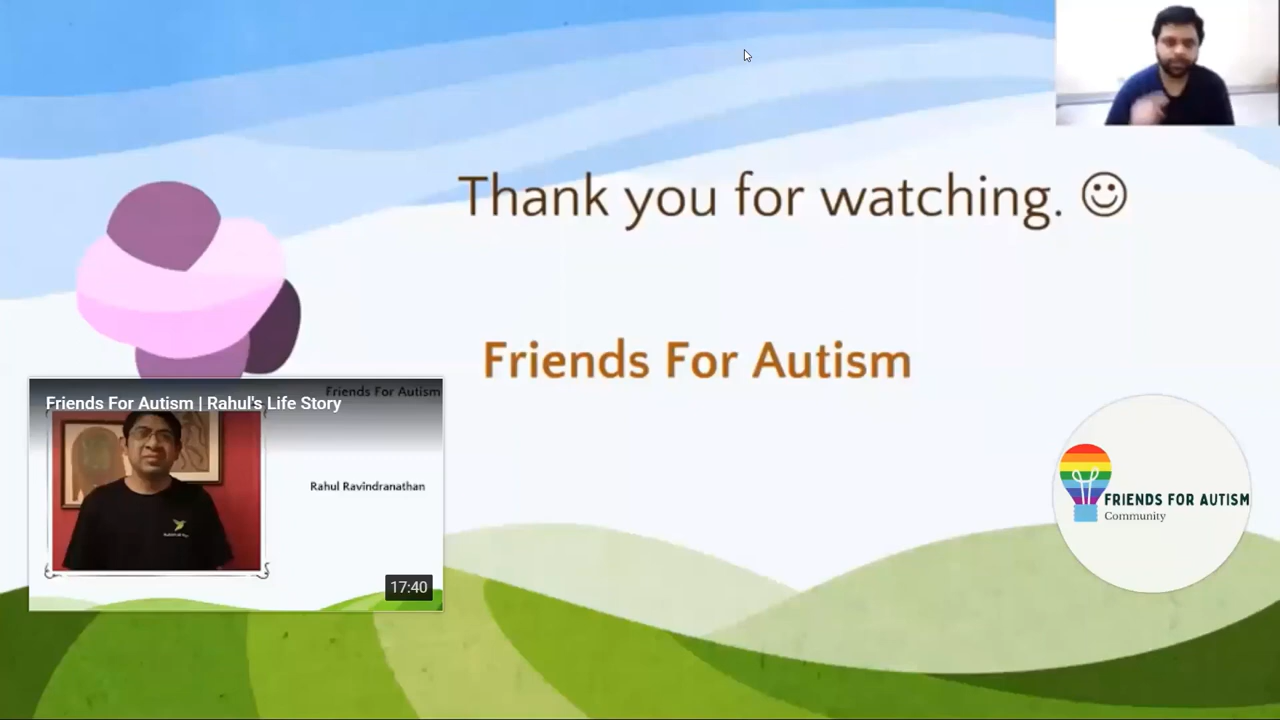 Thank you for watching. ☺
Friends For Autism
Friends For Autism
Friends For Autism | Rahul's Life Story
Rahul Ravindranathan
17:40
FRIENDS FOR AUTISM
Community